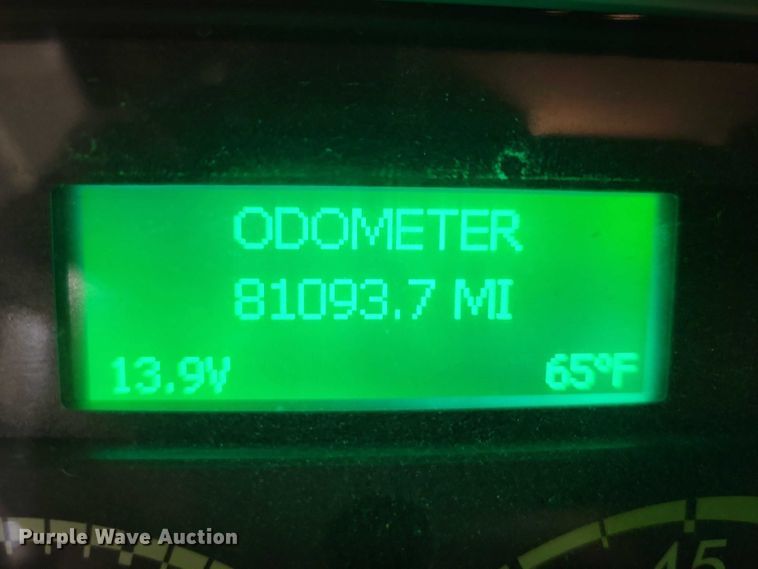 ODOMETER
81093.7 MI
13.9V 65°F
45
Purple Wave Auction